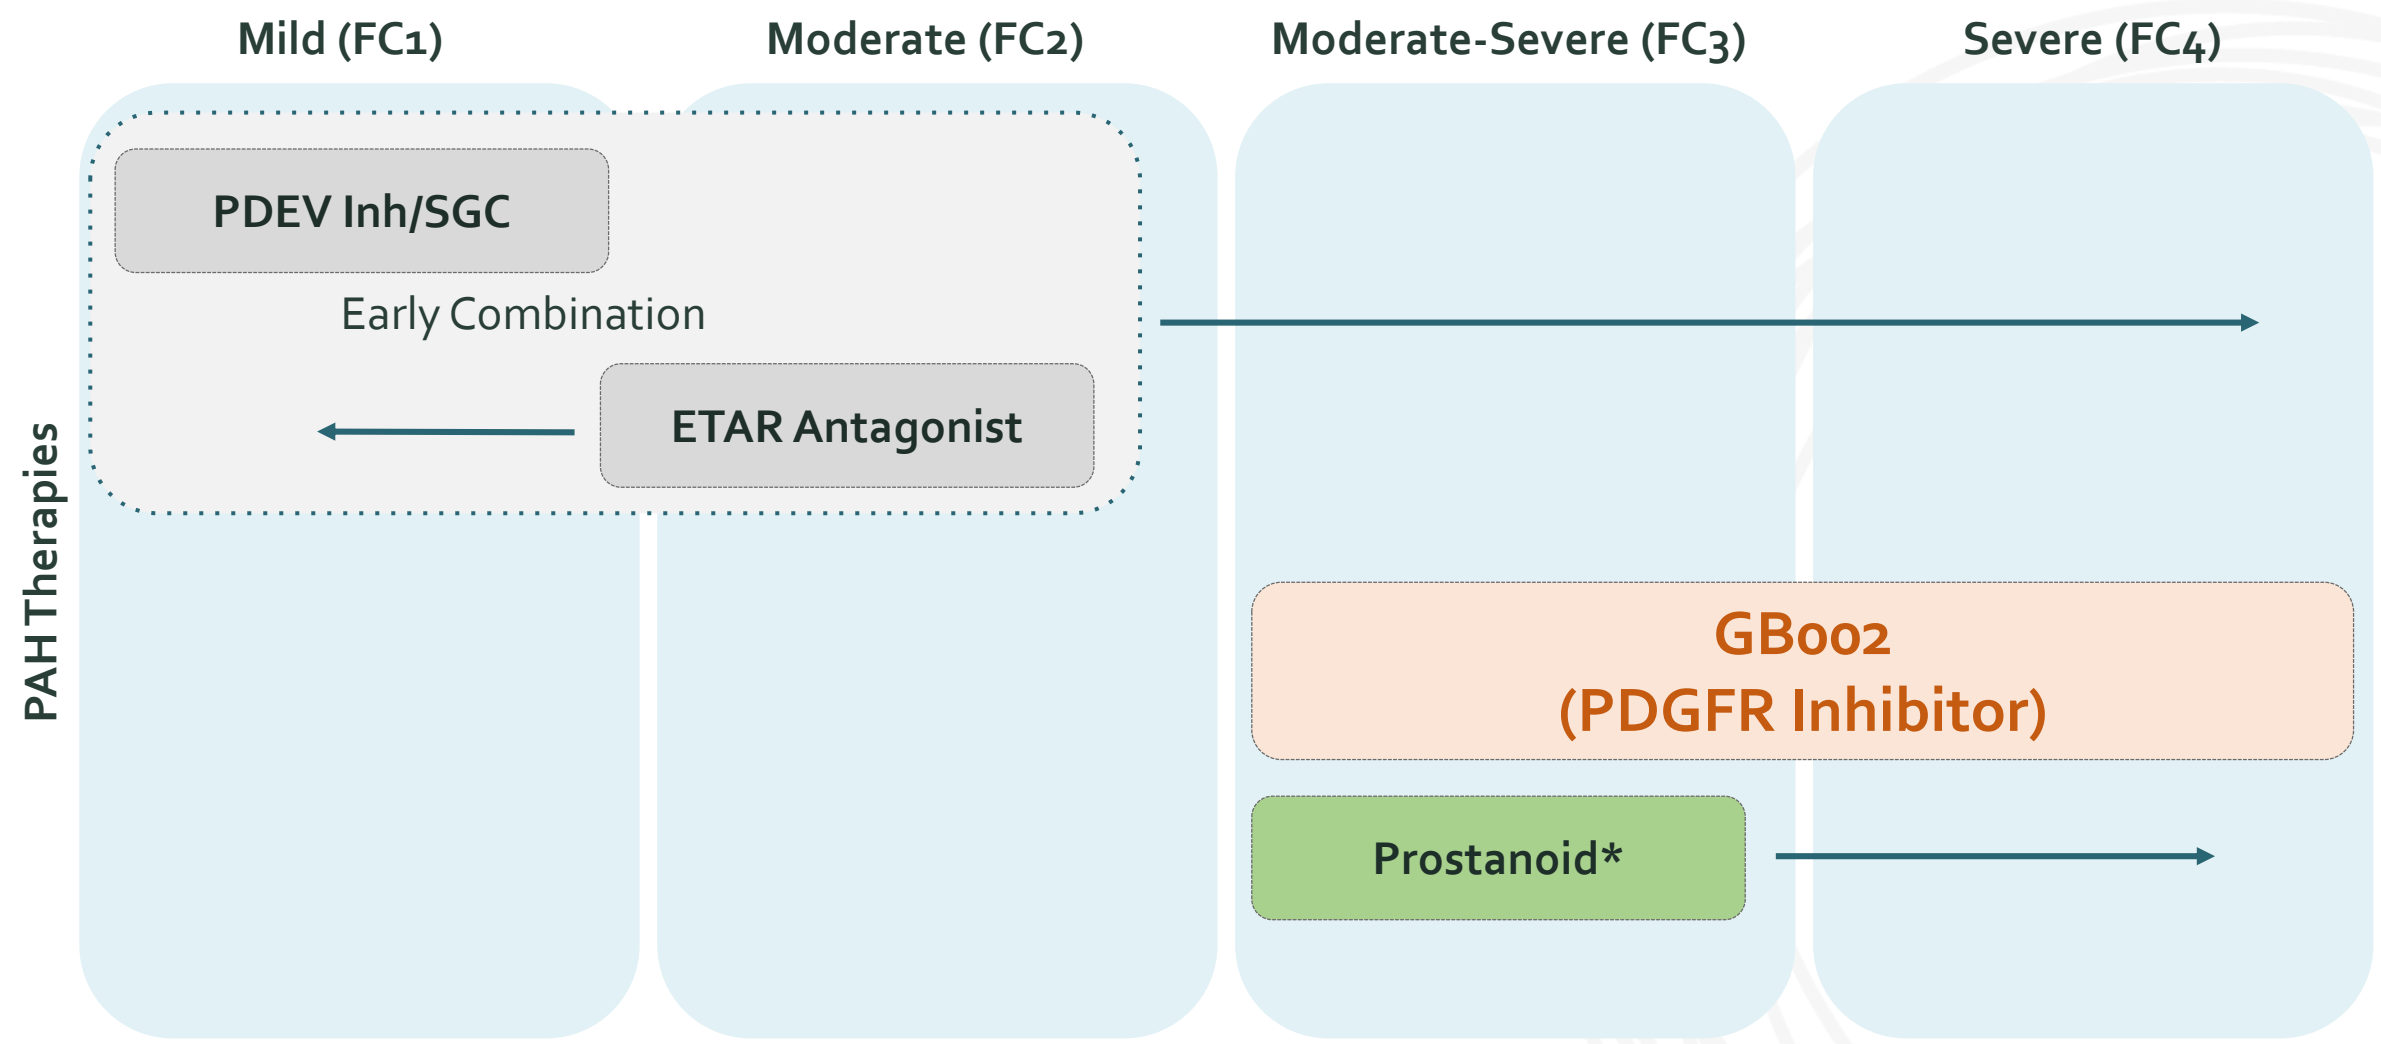 Mild (FC1)
Moderate (FC2)
Moderate-Severe (FC3)
Severe (FC4)
PAH Therapies
PDEV Inh/SGC
Early Combination
ETAR Antagonist
GB002
(PDGFR Inhibitor)
Prostanoid*